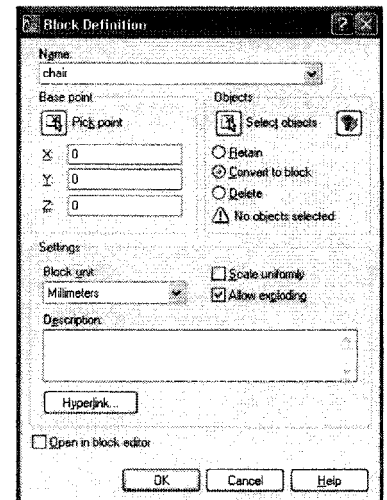 Block Definition
Name:
chair
Base point
Pick point
X: 0
Y: 0
Z: 0
Objects
Select objects
Retain
Convert to block
Delete
No objects selected
Settings
Block unit
Millimeters
Scale uniformly
Allow exploding
Description:
Hyperlink...
Open in block editor
OK Cancel Help